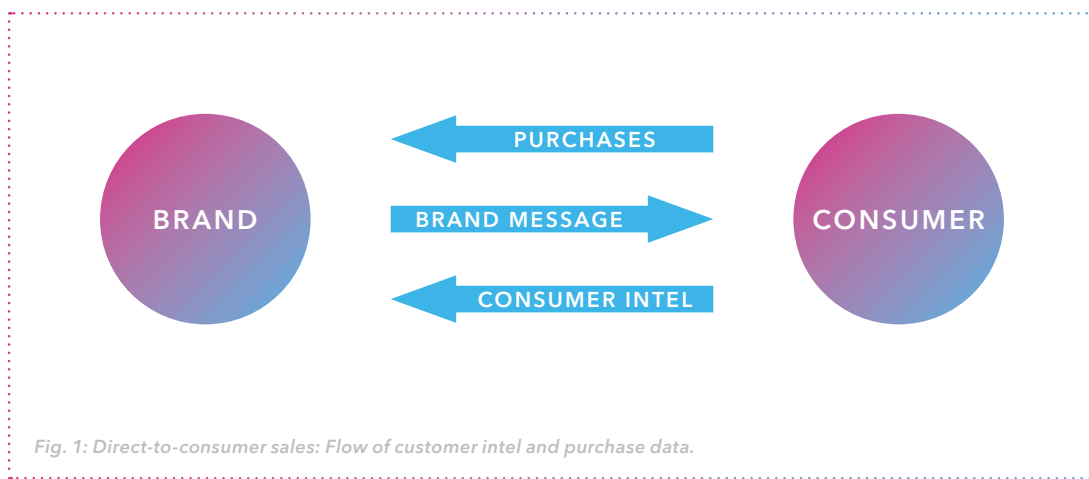 PURCHASES
BRAND
BRAND MESSAGE
CONSUMER
CONSUMER INTEL
Fig. 1: Direct-to-consumer sales: Flow of customer intel and purchase data.